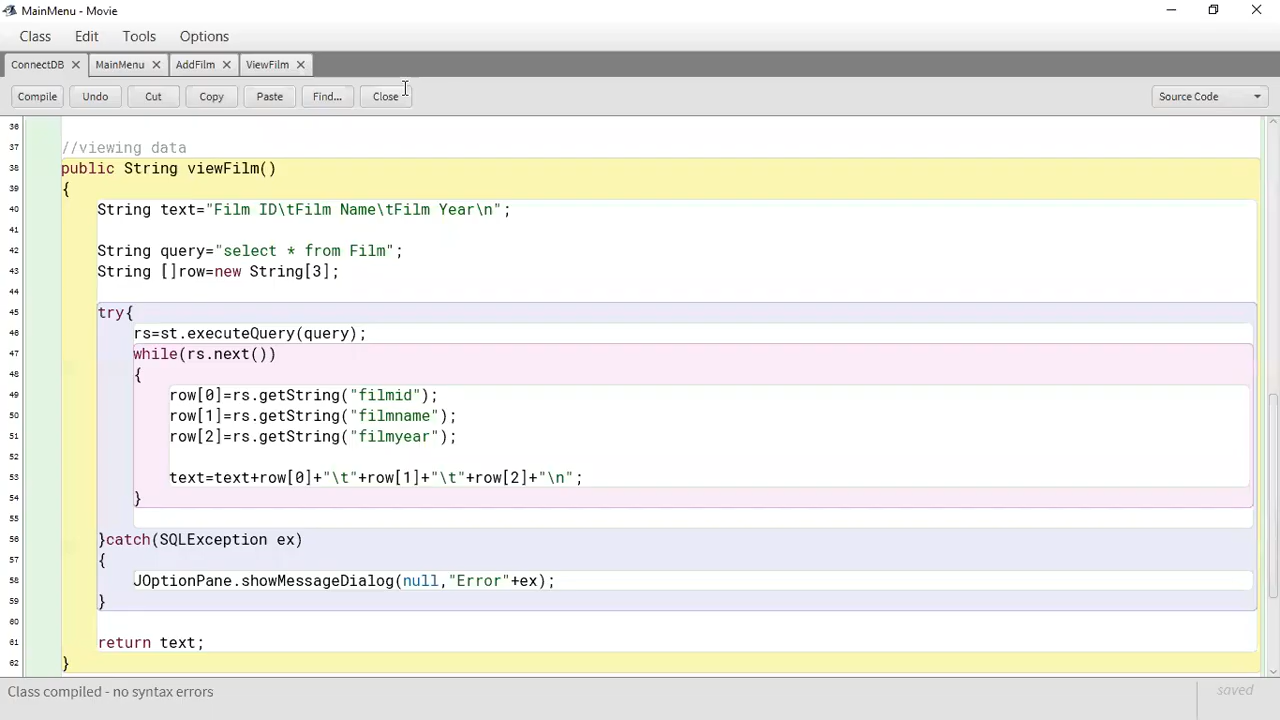 MainMenu - Movie
Class Edit Tools Options
ConnectDB MainMenu AddFilm ViewFilm
Compile Undo Cut Copy Paste Find... Close Source Code
36
37 //viewing data
38 public String viewFilm()
39 {
40 String text="Film ID\tFilm Name\tFilm Year\n";
41
42 String query="select * from Film";
43 String []row=new String[3];
44
45 try{
46 rs=st.executeQuery(query);
47 while(rs.next())
48 {
49 row[0]=rs.getString("filmid");
50 row[1]=rs.getString("filmname");
51 row[2]=rs.getString("filmyear");
52
53 text=text+row[0]+"\t"+row[1]+"\t"+row[2]+"\n";
54 }
55
56 }catch(SQLException ex)
57 {
58 JOptionPane.showMessageDialog(null,"Error"+ex);
59 }
60
61 return text;
62 }
Class compiled - no syntax errors
saved